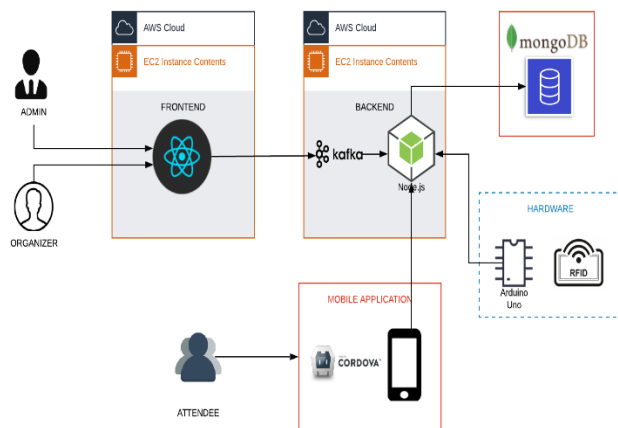 AWS Cloud
EC2 Instance Contents
FRONTEND
AWS Cloud
EC2 Instance Contents
BACKEND
kafka
Node.js
mongoDB
ADMIN
ORGANIZER
HARDWARE
Arduino
Uno
RFID
MOBILE APPLICATION
CORDOVA
ATTENDEE